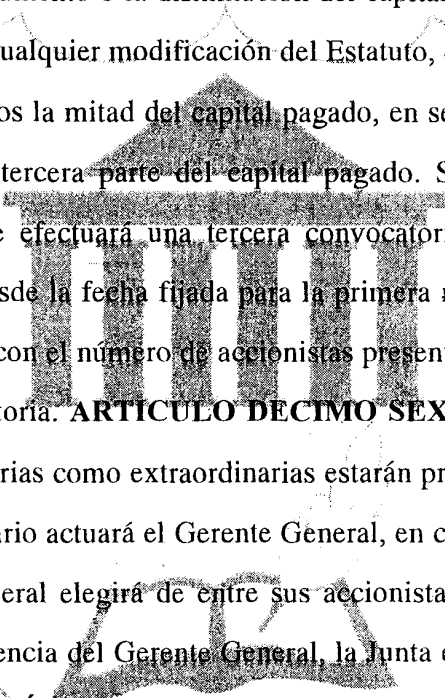 ualquier modificación del Estatuto,
os la mitad del capital pagado, en se
tercera parte del capital pagado. S
e efectuará una tercera convocatori
sde la fecha fijada para la primera
con el número de accionistas present
toria. ARTICULO DECIMO SEX
rias como extraordinarias estarán pr
rio actuará el Gerente General, en c
eral elegirá de entre sus accionista
encia del Gerente General, la Junta e